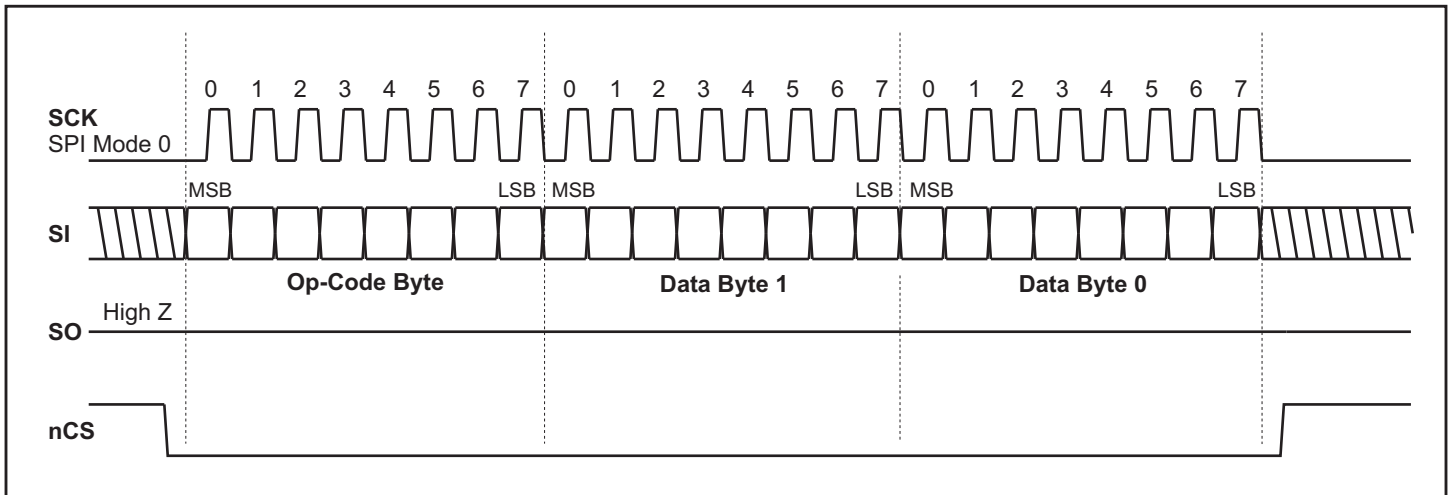 0 1 2 3 4 5 6 7 0 1 2 3 4 5 6 7 0 1 2 3 4 5 6 7
SCK
SPI Mode 0
MSB LSB MSB LSB MSB LSB
SI
Op-Code Byte Data Byte 1 Data Byte 0
High Z
SO
nCS